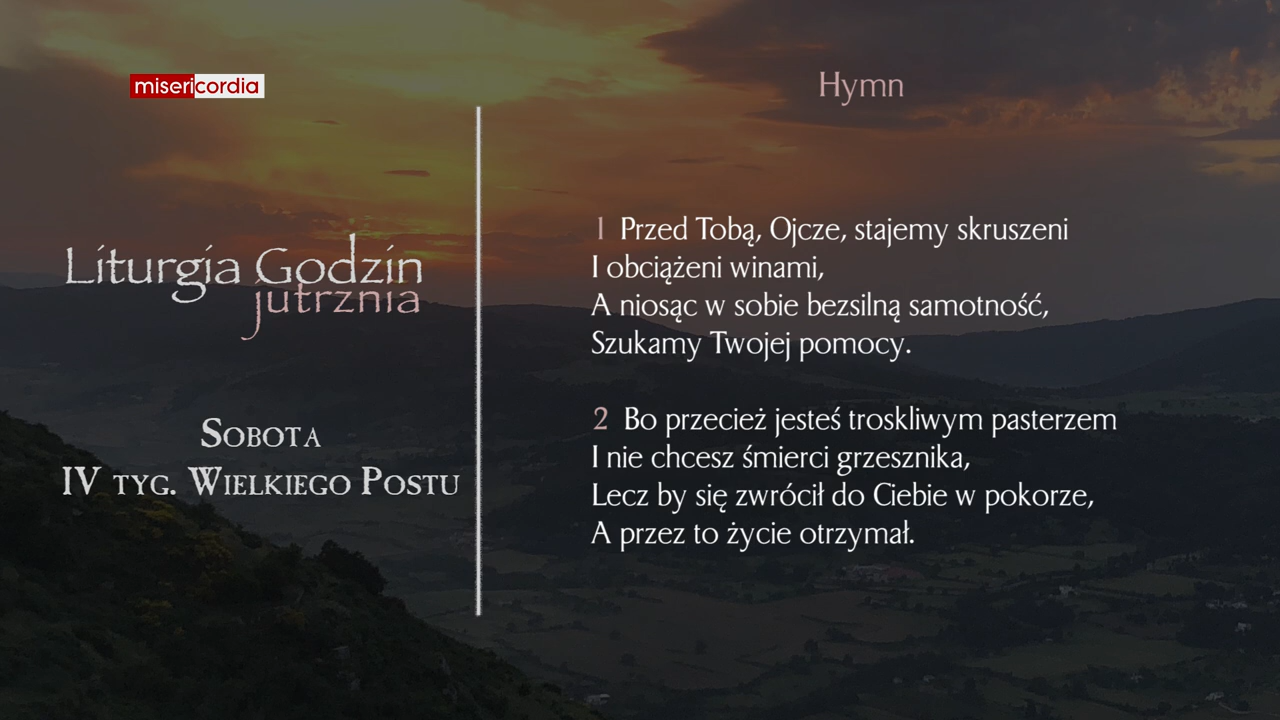 misericordia
Liturgia Godzin
jutrznia
Sobota
IV tyg. Wielkiego Postu
Hymn
1 Przed Tobą, Ojcze, stajemy skruszeni
I obciążeni winami,
A niosąc w sobie bezsilną samotność,
Szukamy Twojej pomocy.
2 Bo przecież jesteś troskliwym pasterzem
I nie chcesz śmierci grzesznika,
Lecz by się zwrócił do Ciebie w pokorze,
A przez to życie otrzymał.